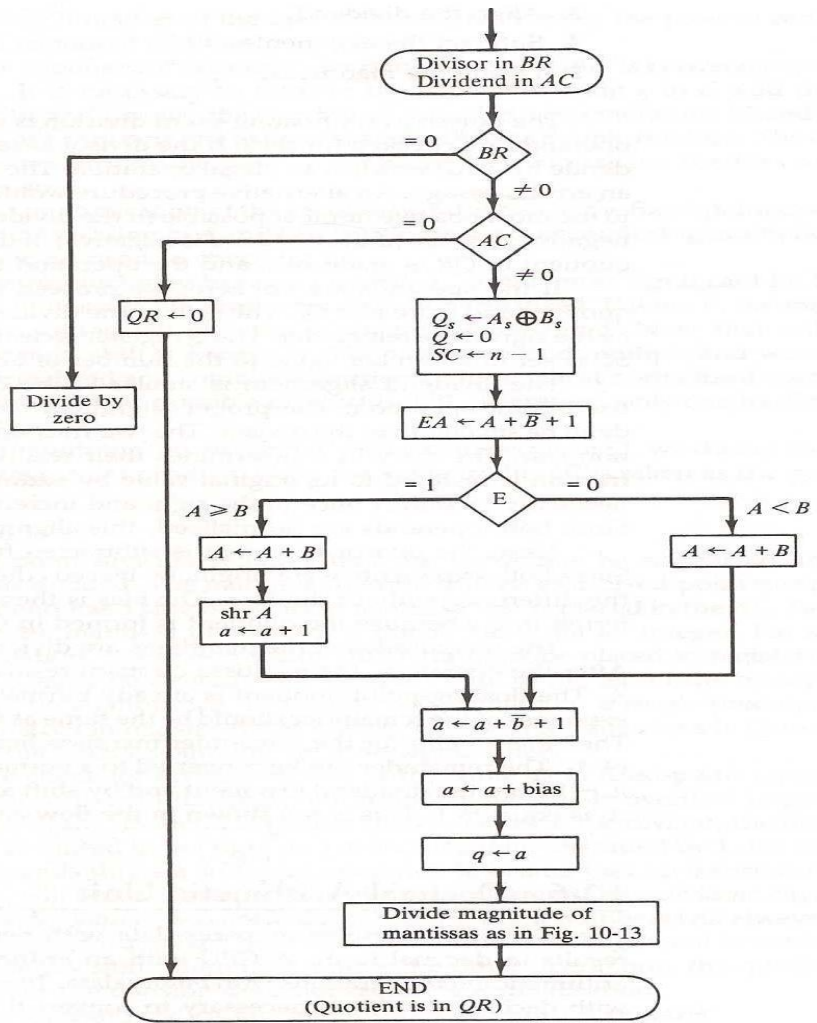 Divisor in BR
Dividend in AC
= 0
BR
≠ 0
= 0
AC
≠ 0
QR ← 0
Qₛ ← Aₛ ⊕ Bₛ
Q ← 0
SC ← n − 1
Divide by
zero
EA ← A + B̅ + 1
= 1
E
= 0
A ⩾ B
A < B
A ← A + B
A ← A + B
shr A
a ← a + 1
a ← a + b̅ + 1
a ← a + bias
q ← a
Divide magnitude of
mantissas as in Fig. 10-13
END
(Quotient is in QR)